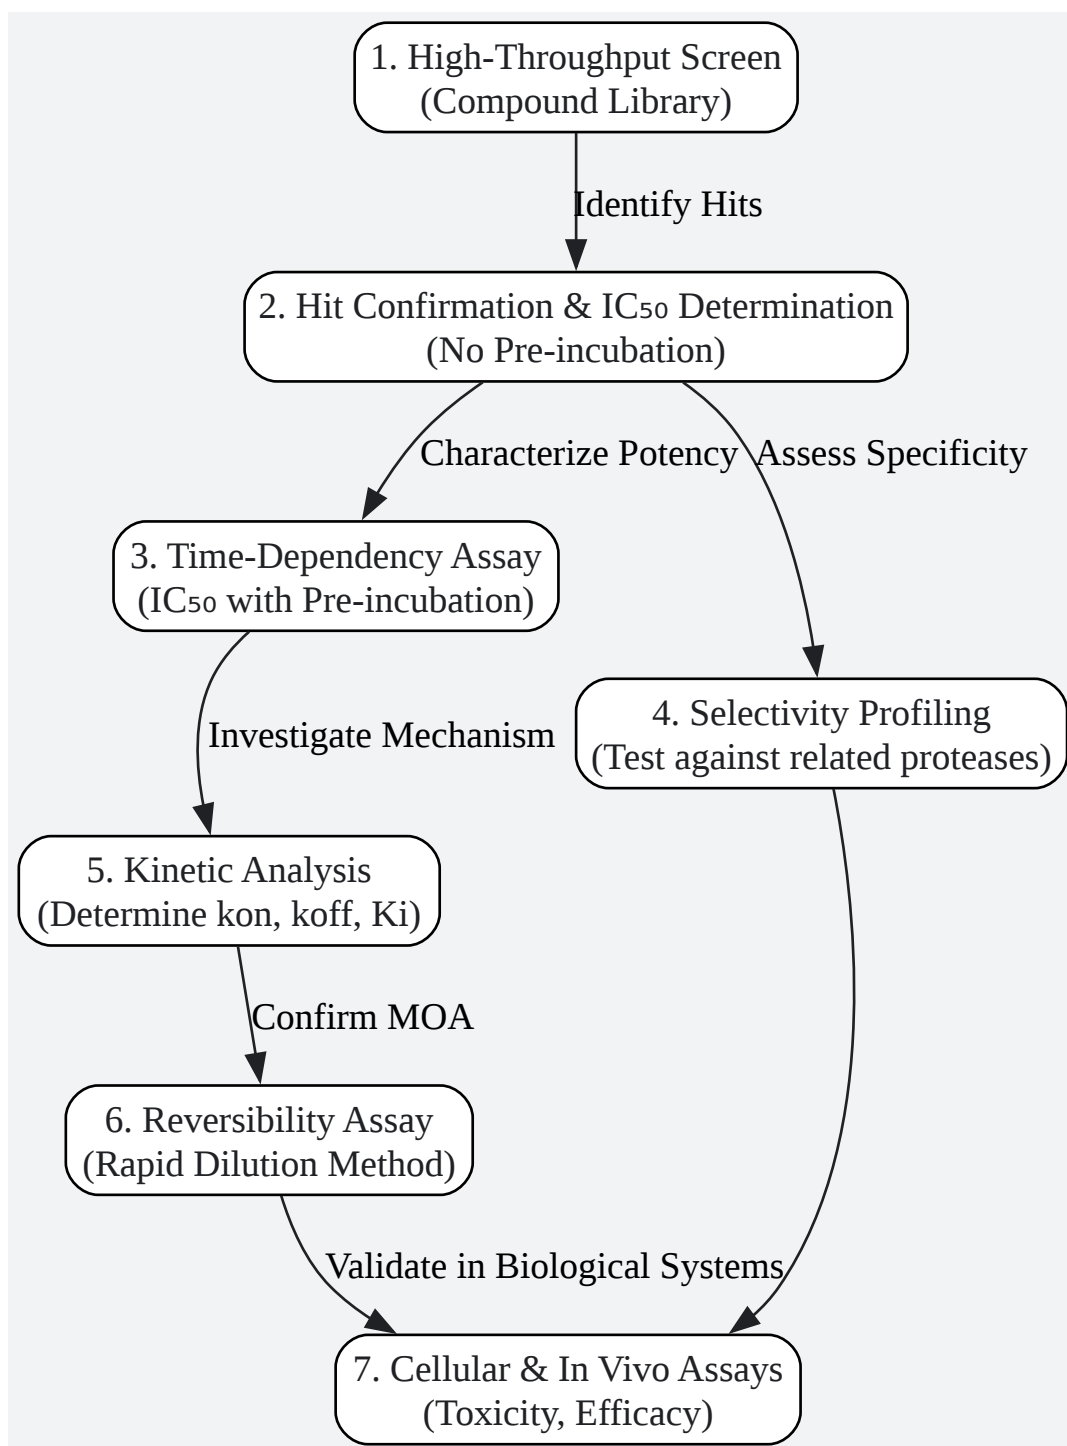 1. High-Throughput Screen
(Compound Library)
Identify Hits
2. Hit Confirmation & IC₅₀ Determination
(No Pre-incubation)
Characterize Potency
Assess Specificity
3. Time-Dependency Assay
(IC₅₀ with Pre-incubation)
4. Selectivity Profiling
(Test against related proteases)
Investigate Mechanism
5. Kinetic Analysis
(Determine kon, koff, Ki)
Confirm MOA
6. Reversibility Assay
(Rapid Dilution Method)
Validate in Biological Systems
7. Cellular & In Vivo Assays
(Toxicity, Efficacy)